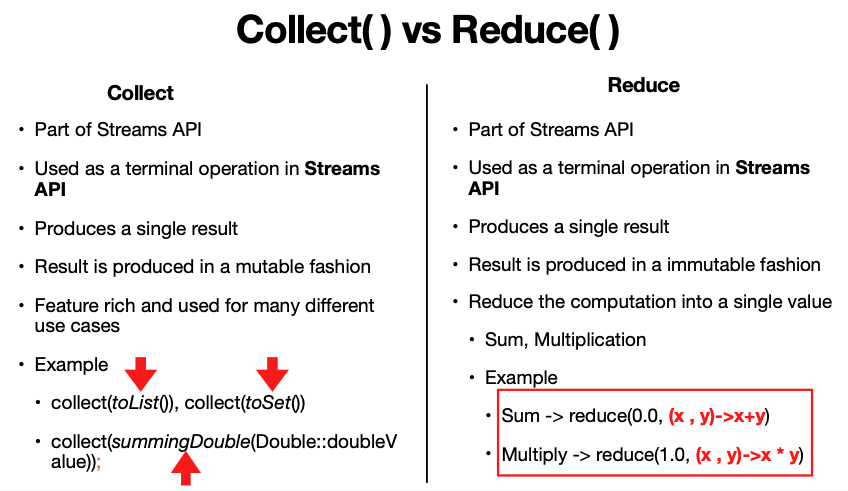 Collect( ) vs Reduce( )
Collect
• Part of Streams API
• Used as a terminal operation in Streams
API
• Produces a single result
• Result is produced in a mutable fashion
• Feature rich and used for many different
use cases
• Example
• collect(toList()), collect(toSet())
• collect(summingDouble(Double::doubleV
alue));
Reduce
• Part of Streams API
• Used as a terminal operation in Streams
API
• Produces a single result
• Result is produced in a immutable fashion
• Reduce the computation into a single value
• Sum, Multiplication
• Example
• Sum -> reduce(0.0, (x , y)->x+y)
• Multiply -> reduce(1.0, (x , y)->x * y)